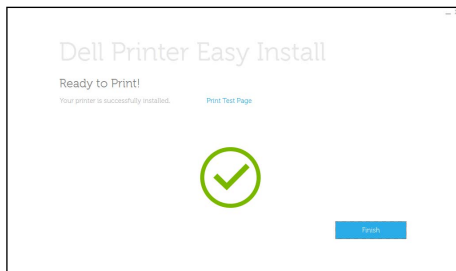 Dell Printer Easy Install
Ready to Print!
Your printer is successfully installed. Print Test Page
Finish